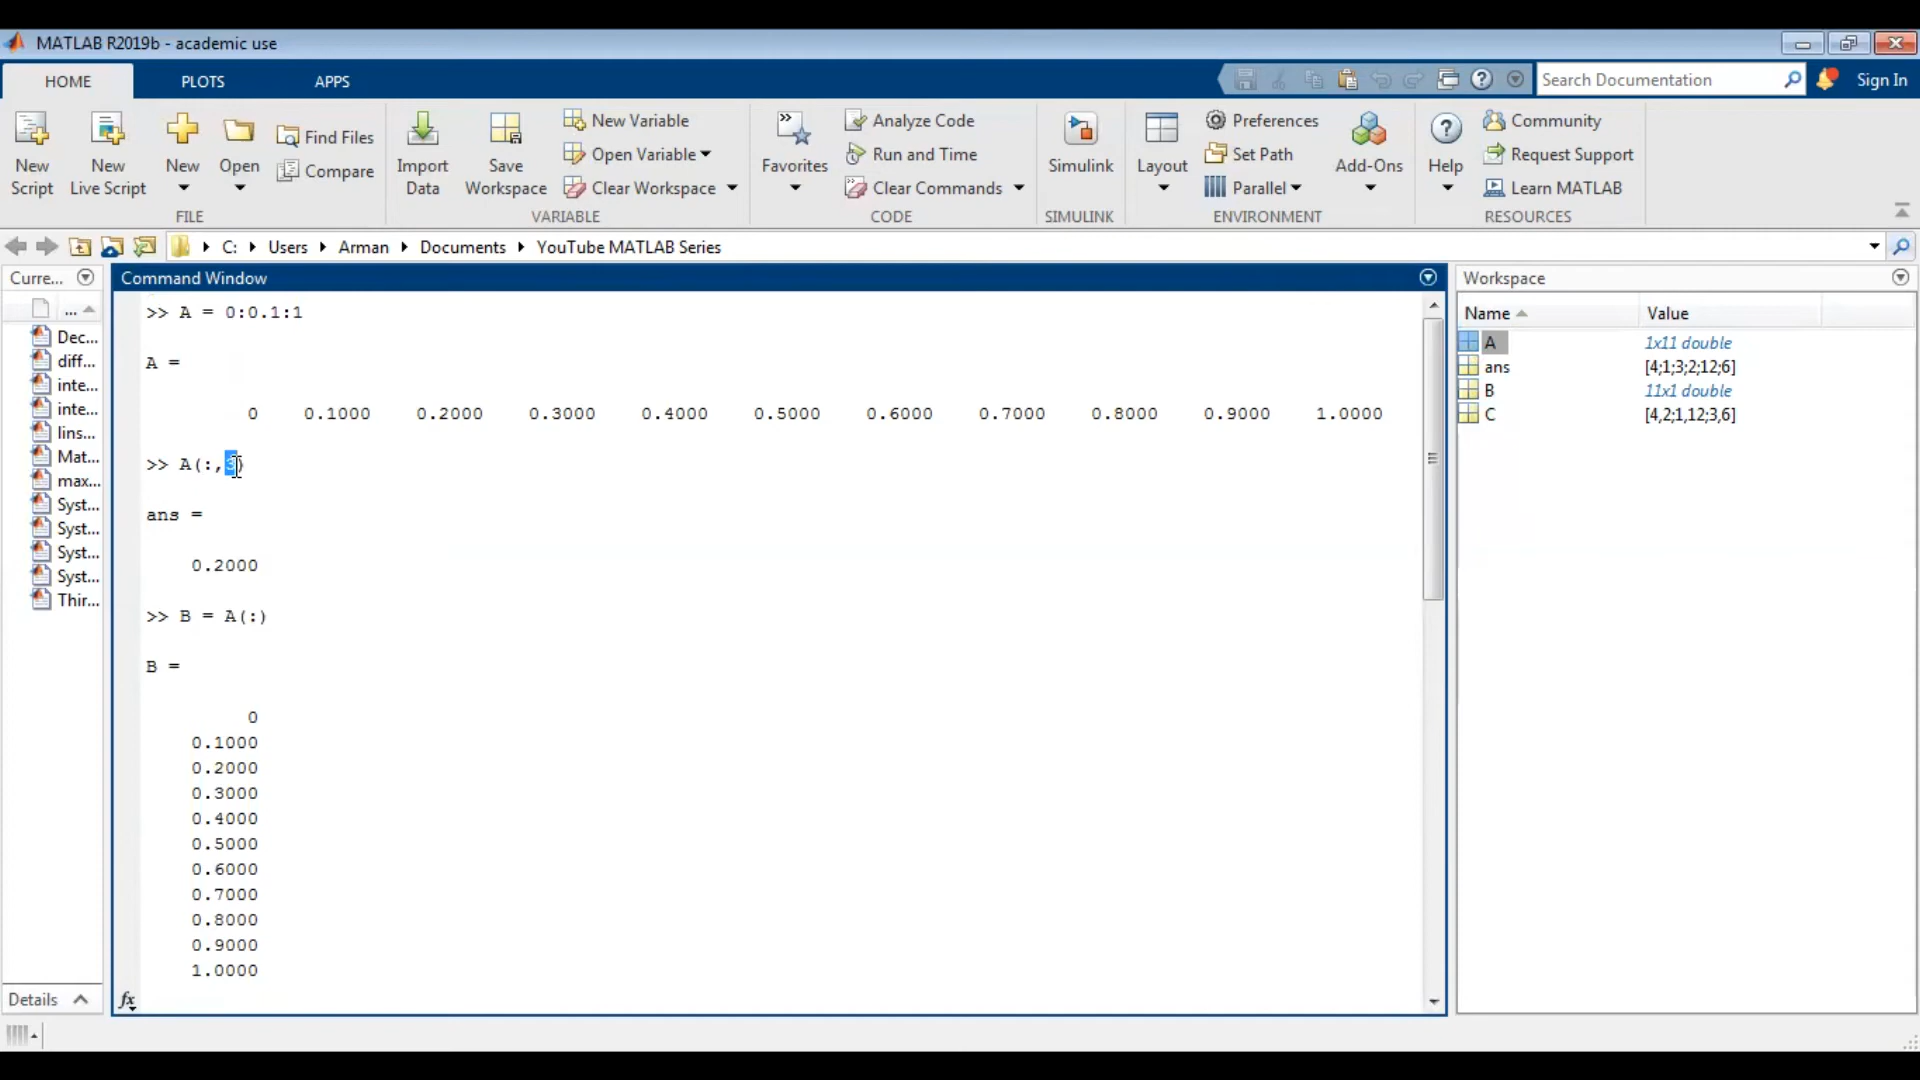 MATLAB R2019b - academic use
HOME PLOTS APPS
Search Documentation
Sign In
New Script
New Live Script
New
Open
Find Files
Compare
FILE
Import Data
Save Workspace
New Variable
Open Variable
Clear Workspace
VARIABLE
Favorites
Analyze Code
Run and Time
Clear Commands
CODE
Simulink
SIMULINK
Layout
Preferences
Set Path
Parallel
Add-Ons
ENVIRONMENT
Help
Community
Request Support
Learn MATLAB
RESOURCES
C: Users Arman Documents YouTube MATLAB Series
Curre...
...
Dec...
diff...
inte...
inte...
lins...
Mat...
max...
Syst...
Syst...
Syst...
Syst...
Thir...
Details
Command Window
>> A = 0:0.1:1
A =
0 0.1000 0.2000 0.3000 0.4000 0.5000 0.6000 0.7000 0.8000 0.9000 1.0000
>> A(:,3)
ans =
0.2000
>> B = A(:)
B =
0
0.1000
0.2000
0.3000
0.4000
0.5000
0.6000
0.7000
0.8000
0.9000
1.0000
fx
Workspace
Name Value
A 1x11 double
ans [4;1;3;2;12;6]
B 11x1 double
C [4,2;1,12;3,6]